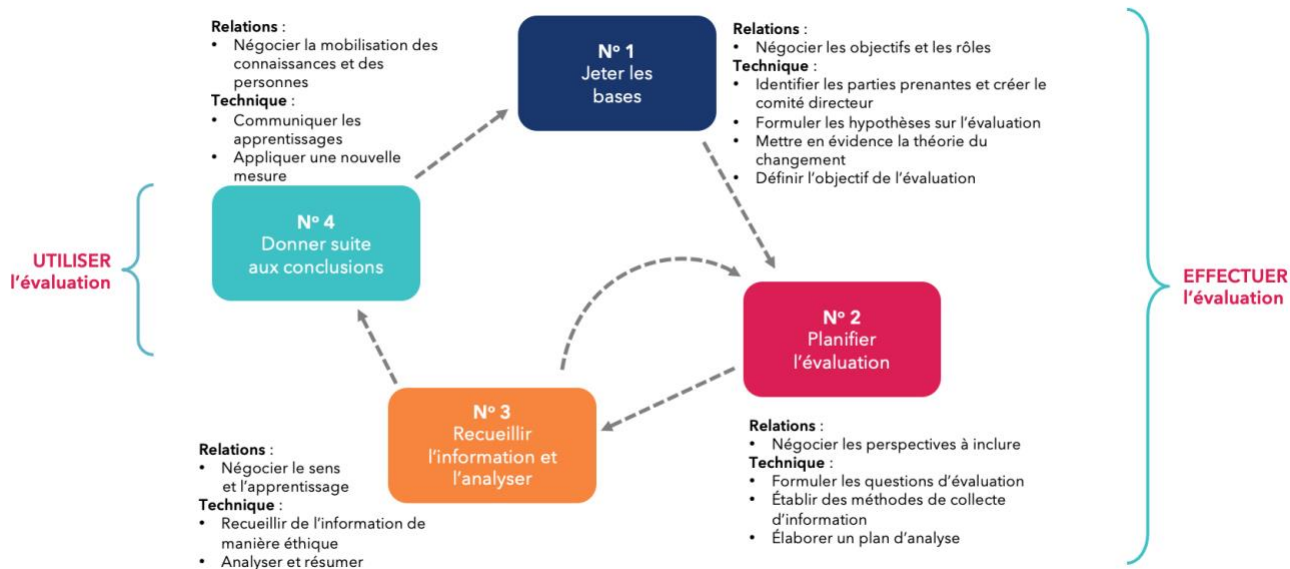 Relations :
• Négocier la mobilisation des
connaissances et des
personnes
Technique :
• Communiquer les
apprentissages
• Appliquer une nouvelle
mesure
Nº 1
Jeter les
bases
Relations :
• Négocier les objectifs et les rôles
Technique :
• Identifier les parties prenantes et créer le
comité directeur
• Formuler les hypothèses sur l’évaluation
• Mettre en évidence la théorie du
changement
• Définir l’objectif de l’évaluation
UTILISER
l’évaluation
Nº 4
Donner suite
aux conclusions
EFFECTUER
l’évaluation
Nº 2
Planifier
l’évaluation
Nº 3
Recueillir
l’information et
l’analyser
Relations :
• Négocier le sens
et l’apprentissage
Technique :
• Recueillir de l’information de
manière éthique
• Analyser et résumer
Relations :
• Négocier les perspectives à inclure
Technique :
• Formuler les questions d’évaluation
• Établir des méthodes de collecte
d’information
• Élaborer un plan d’analyse